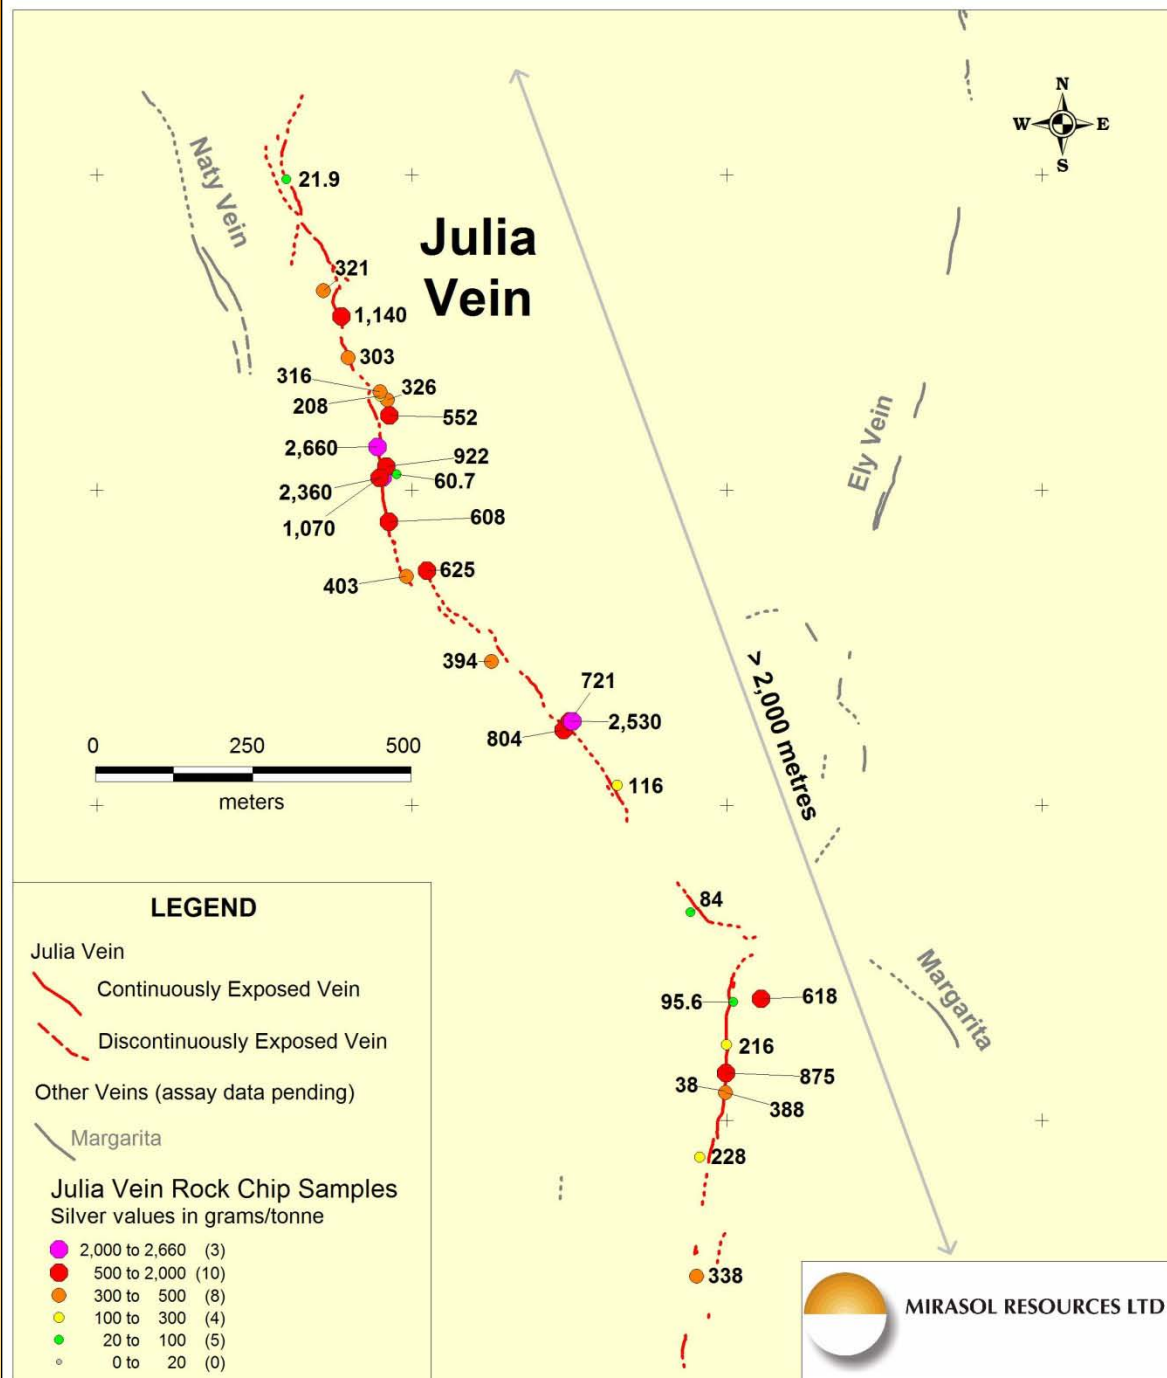 N
W E
S
Naty Vein
21.9
Julia
Vein
321
1,140
303
316
326
208
552
2,660
922
60.7
2,360
1,070
608
625
403
Ely Vein
394
721
2,530
804
> 2,000 metres
116
0 250 500
meters
84
95.6
618
Margarita
216
875
38
388
228
338
LEGEND
Julia Vein
Continuously Exposed Vein
Discontinuously Exposed Vein
Other Veins (assay data pending)
Margarita
Julia Vein Rock Chip Samples
Silver values in grams/tonne
2,000 to 2,660 (3)
500 to 2,000 (10)
300 to 500 (8)
100 to 300 (4)
20 to 100 (5)
0 to 20 (0)
MIRASOL RESOURCES LTD